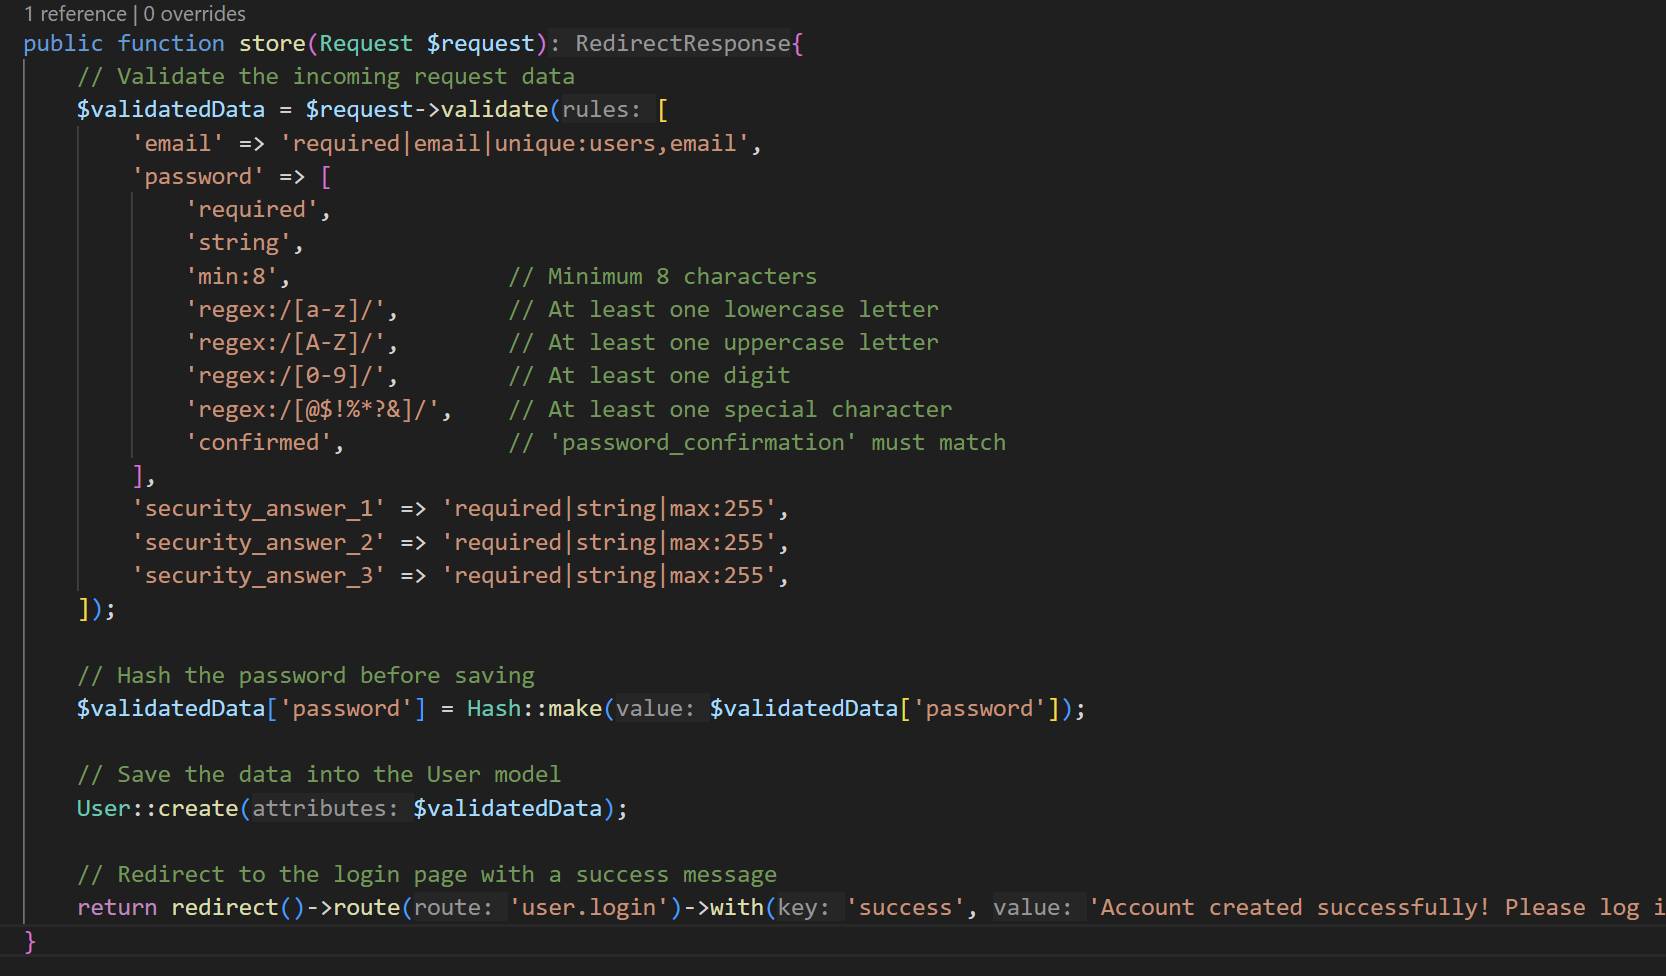 1 reference | 0 overrides
public function store(Request $request): RedirectResponse{
    // Validate the incoming request data
    $validatedData = $request->validate(rules: [
        'email' => 'required|email|unique:users,email',
        'password' => [
            'required',
            'string',
            'min:8',                // Minimum 8 characters
            'regex:/[a-z]/',        // At least one lowercase letter
            'regex:/[A-Z]/',        // At least one uppercase letter
            'regex:/[0-9]/',        // At least one digit
            'regex:/[@$!%*?&]/',    // At least one special character
            'confirmed',            // 'password_confirmation' must match
        ],
        'security_answer_1' => 'required|string|max:255',
        'security_answer_2' => 'required|string|max:255',
        'security_answer_3' => 'required|string|max:255',
    ]);

    // Hash the password before saving
    $validatedData['password'] = Hash::make(value: $validatedData['password']);

    // Save the data into the User model
    User::create(attributes: $validatedData);

    // Redirect to the login page with a success message
    return redirect()->route(route: 'user.login')->with(key: 'success', value: 'Account created successfully! Please log i
}